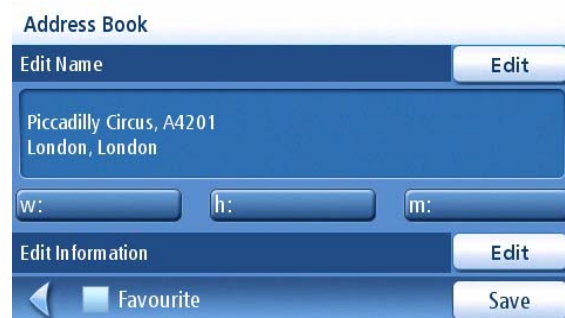 Address Book
Edit Name Edit
Piccadilly Circus, A4201
London, London
w: h: m:
Edit Information Edit
Favourite Save